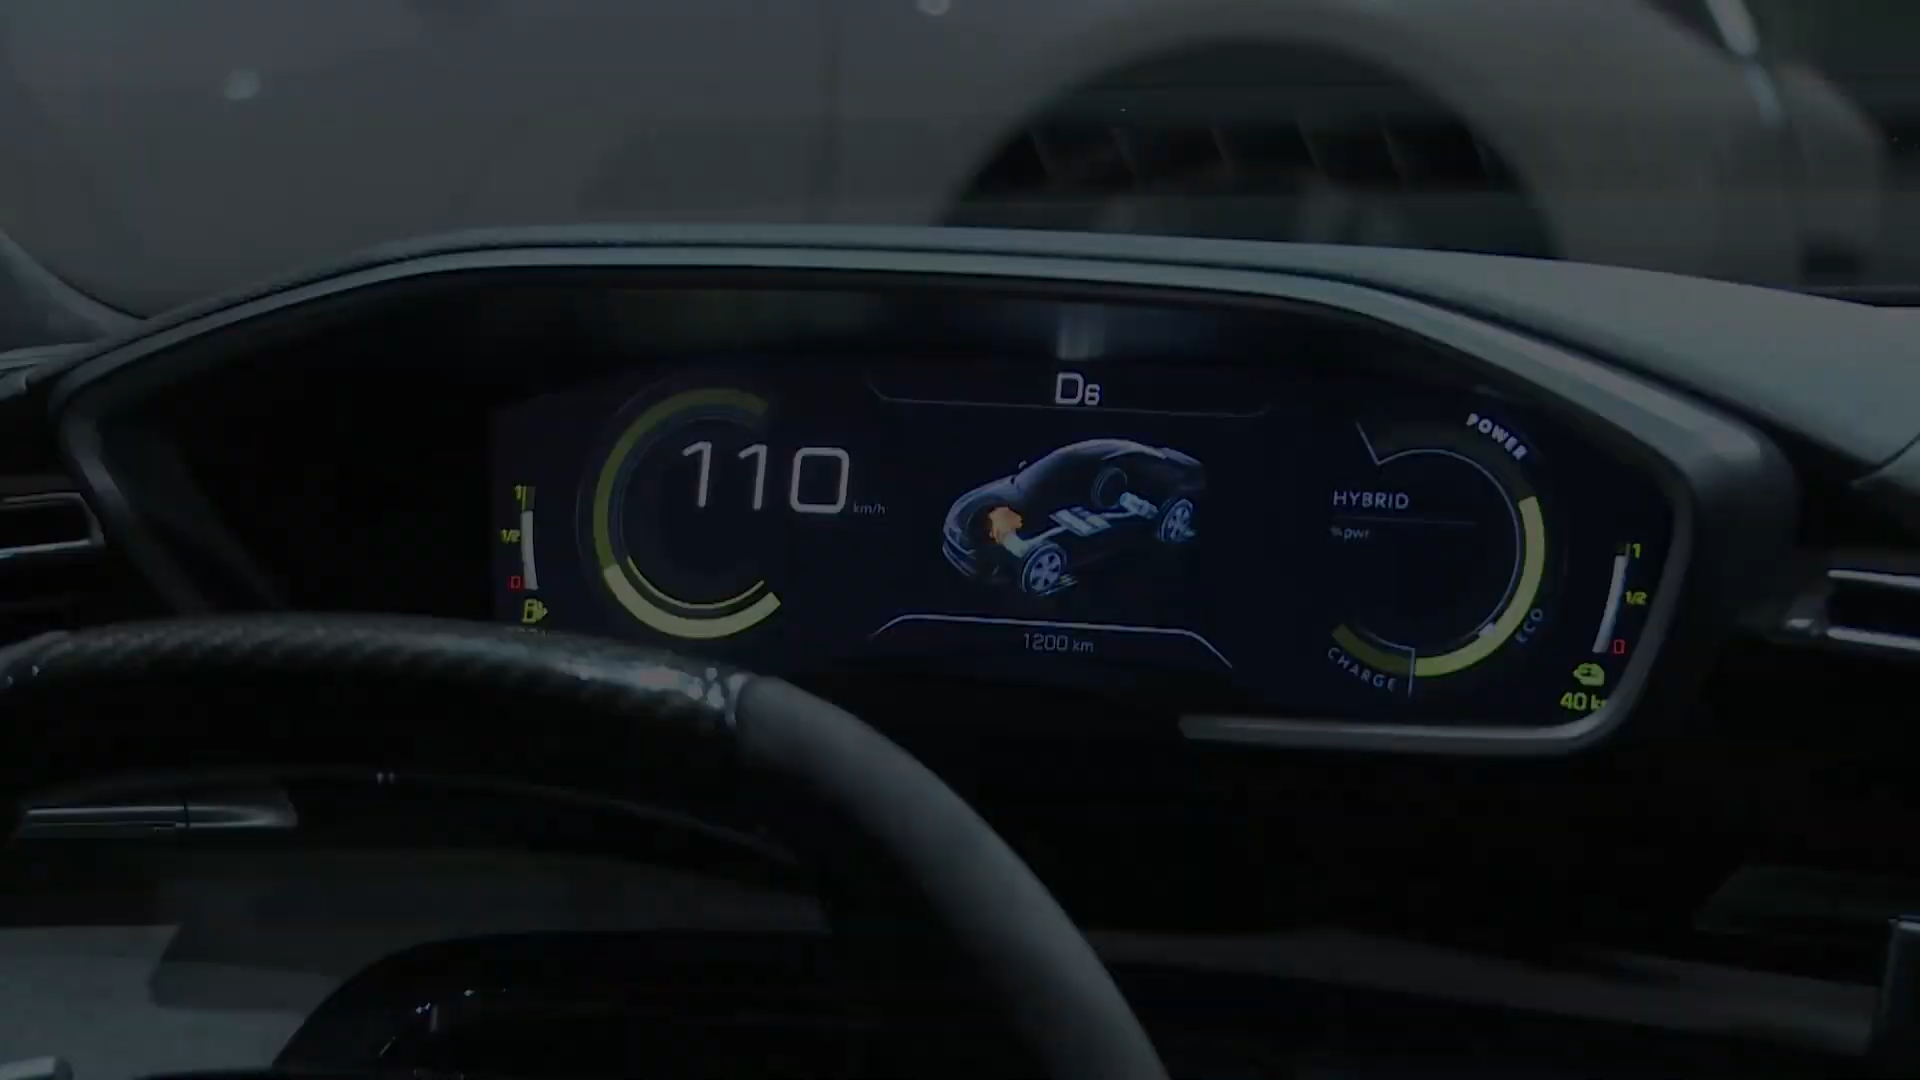 D6
110 km/h
1
1/2
0
HYBRID
% pwr
POWER
ECO
CHARGE
1200 km
1
1/2
0
40